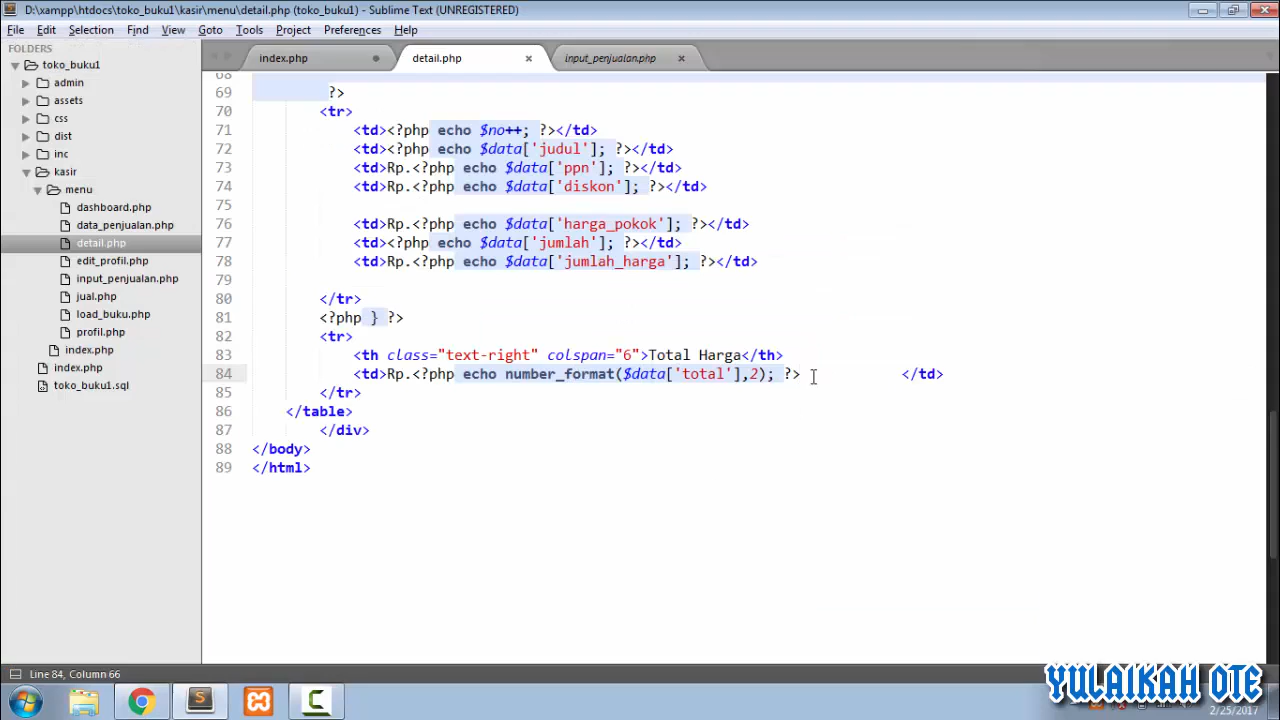 D:\xampp\htdocs\toko_buku1\kasir\menu\detail.php (toko_buku1) - Sublime Text (UNREGISTERED)
File Edit Selection Find View Goto Tools Project Preferences Help
FOLDERS
toko_buku1
admin
assets
css
dist
inc
kasir
menu
dashboard.php
data_penjualan.php
detail.php
edit_profil.php
input_penjualan.php
jual.php
load_buku.php
profil.php
index.php
index.php
toko_buku1.sql
index.php detail.php input_penjualan.php
68
69 ?>
70 <tr>
71 <td><?php echo $no++; ?></td>
72 <td><?php echo $data['judul']; ?></td>
73 <td>Rp.<?php echo $data['ppn']; ?></td>
74 <td>Rp.<?php echo $data['diskon']; ?></td>
75
76 <td>Rp.<?php echo $data['harga_pokok']; ?></td>
77 <td><?php echo $data['jumlah']; ?></td>
78 <td>Rp.<?php echo $data['jumlah_harga']; ?></td>
79
80 </tr>
81 <?php } ?>
82 <tr>
83 <th class="text-right" colspan="6">Total Harga</th>
84 <td>Rp.<?php echo number_format($data['total'],2); ?> </td>
85 </tr>
86 </table>
87 </div>
88 </body>
89 </html>
Line 84, Column 66
YULAIKAH OTE
2/25/2017